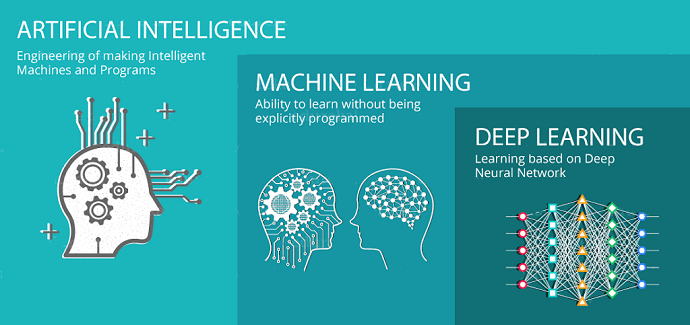 ARTIFICIAL INTELLIGENCE
Engineering of making Intelligent
Machines and Programs
MACHINE LEARNING
Ability to learn without being
explicitly programmed
DEEP LEARNING
Learning based on Deep
Neural Network